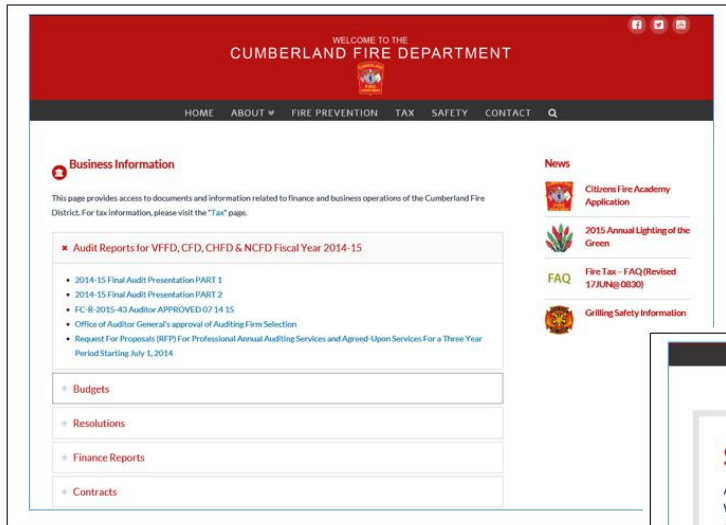 WELCOME TO THE
CUMBERLAND FIRE DEPARTMENT
HOME ABOUT FIRE PREVENTION TAX SAFETY CONTACT
Business Information
This page provides access to documents and information related to finance and business operations of the Cumberland Fire
District. For tax information, please visit the "Tax" page.
Audit Reports for VFFD, CFD, CHFD & NCFD Fiscal Year 2014-15
2014-15 Final Audit Presentation PART 1
2014-15 Final Audit Presentation PART 2
FC-R-2015-43 Auditor APPROVED 07 14 15
Office of Auditor General's approval of Auditing Firm Selection
Request For Proposals (RFP) For Professional Annual Auditing Services and Agreed-Upon Services For a Three Year
Period Starting July 1, 2014
Budgets
Resolutions
Finance Reports
Contracts
News
Citizens Fire Academy
Application
2015 Annual Lighting of the
Green
FAQ
Fire Tax – FAQ (Revised
17JUN@ 0830)
Grilling Safety Information